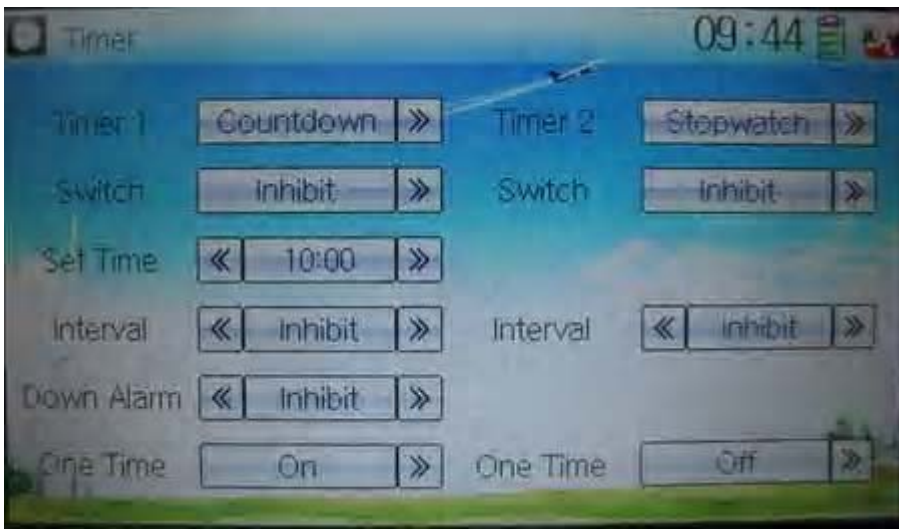 Timer 09:44
Timer 1 Countdown » Timer 2 Stopwatch »
Switch Inhibit » Switch Inhibit »
Set Time « 10:00 »
Interval « Inhibit » Interval « Inhibit »
Down Alarm « Inhibit »
One Time On » One Time Off »